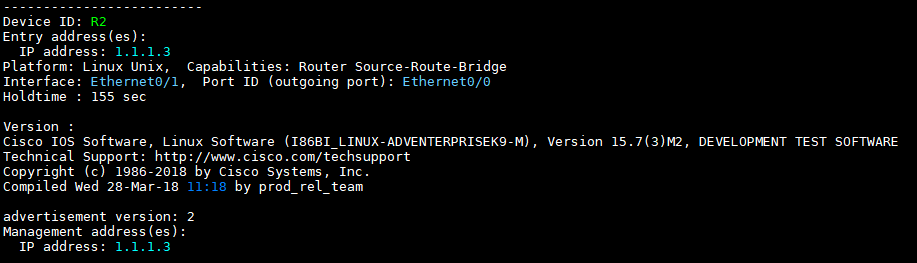 -------------------------
Device ID: R2
Entry address(es):
  IP address: 1.1.1.3
Platform: Linux Unix,  Capabilities: Router Source-Route-Bridge
Interface: Ethernet0/1,  Port ID (outgoing port): Ethernet0/0
Holdtime : 155 sec

Version :
Cisco IOS Software, Linux Software (I86BI_LINUX-ADVENTERPRISEK9-M), Version 15.7(3)M2, DEVELOPMENT TEST SOFTWARE
Technical Support: http://www.cisco.com/techsupport
Copyright (c) 1986-2018 by Cisco Systems, Inc.
Compiled Wed 28-Mar-18 11:18 by prod_rel_team

advertisement version: 2
Management address(es):
  IP address: 1.1.1.3